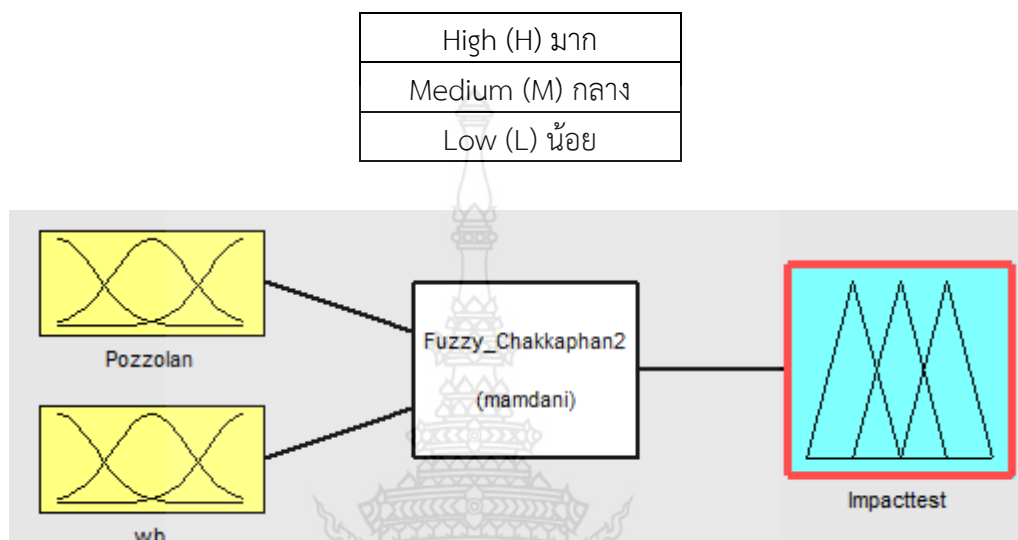 High (H) มาก
Medium (M) กลาง
Low (L) น้อย
Fuzzy_Chakkaphan2
(mamdani)
Pozzolan
wb
Impacttest